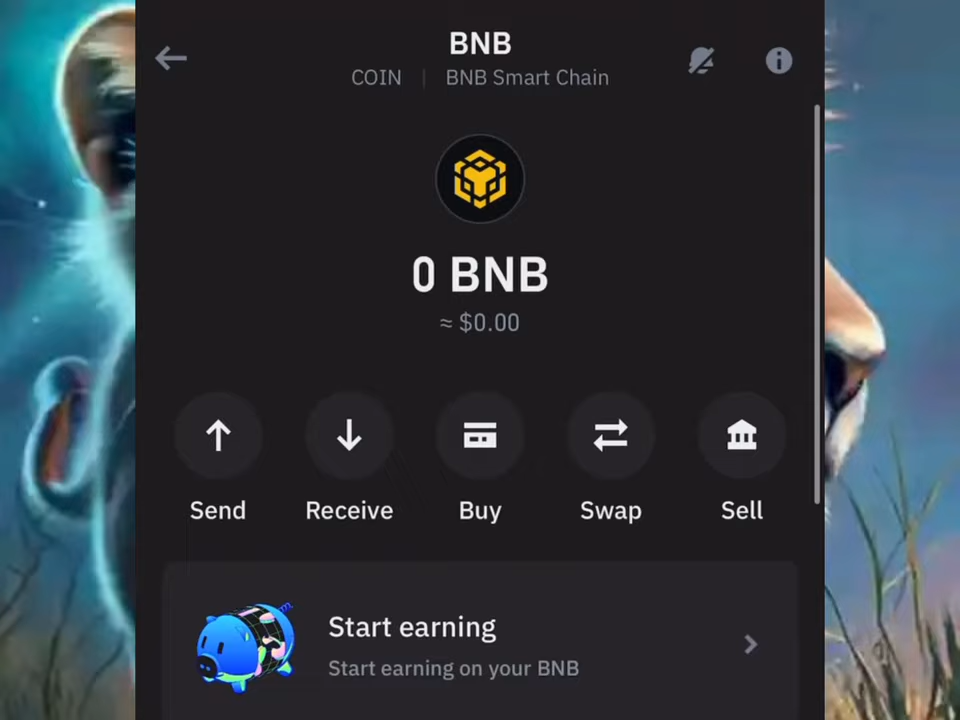 BNB
COIN | BNB Smart Chain
0 BNB
≈ $0.00
Send Receive Buy Swap Sell
Start earning
Start earning on your BNB